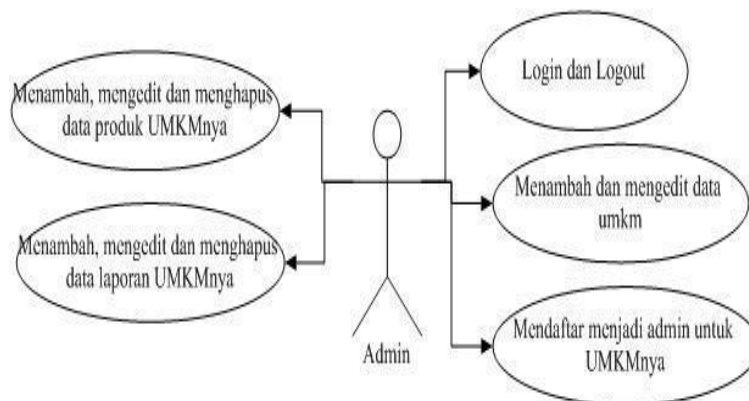 Menambah, mengedit dan menghapus
data produk UMKMnya
Menambah, mengedit dan menghapus
data laporan UMKMnya
Admin
Login dan Logout
Menambah dan mengedit data
umkm
Mendaftar menjadi admin untuk
UMKMnya